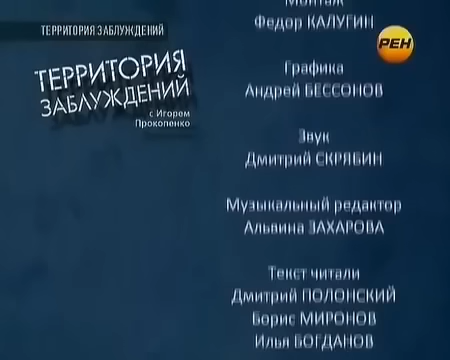 ТЕРРИТОРИЯ ЗАБЛУЖДЕНИЙ
ТЕРРИТОРИЯ
ЗАБЛУЖДЕНИЙ
с Игорем
Прокопенко
РЕН
Монтаж
Федор КАЛУГИН
Графика
Андрей БЕССОНОВ
Звук
Дмитрий СКРЯБИН
Музыкальный редактор
Альвина ЗАХАРОВА
Текст читали
Дмитрий ПОЛОНСКИЙ
Борис МИРОНОВ
Илья БОГДАНОВ